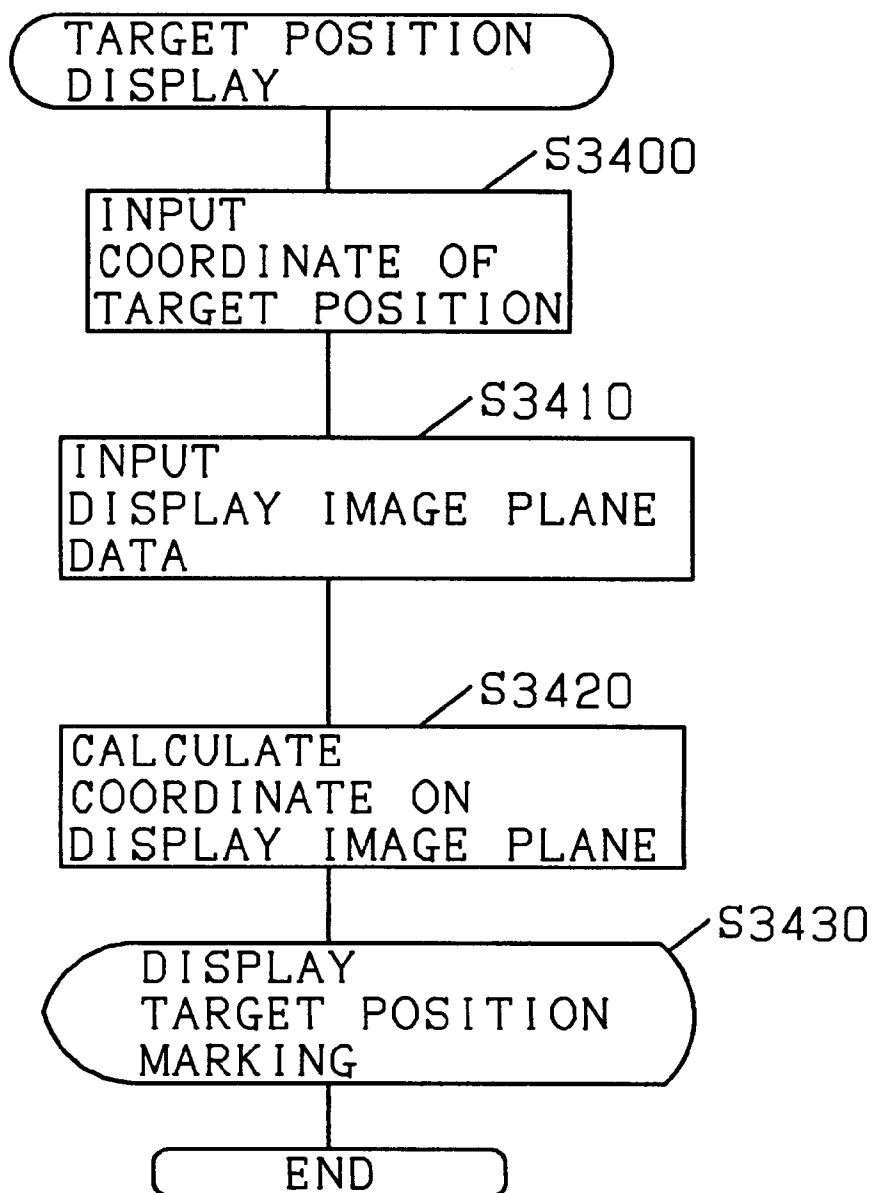 TARGET POSITION
DISPLAY
S3400
INPUT
COORDINATE OF
TARGET POSITION
S3410
INPUT
DISPLAY IMAGE PLANE
DATA
S3420
CALCULATE
COORDINATE ON
DISPLAY IMAGE PLANE
S3430
DISPLAY
TARGET POSITION
MARKING
END